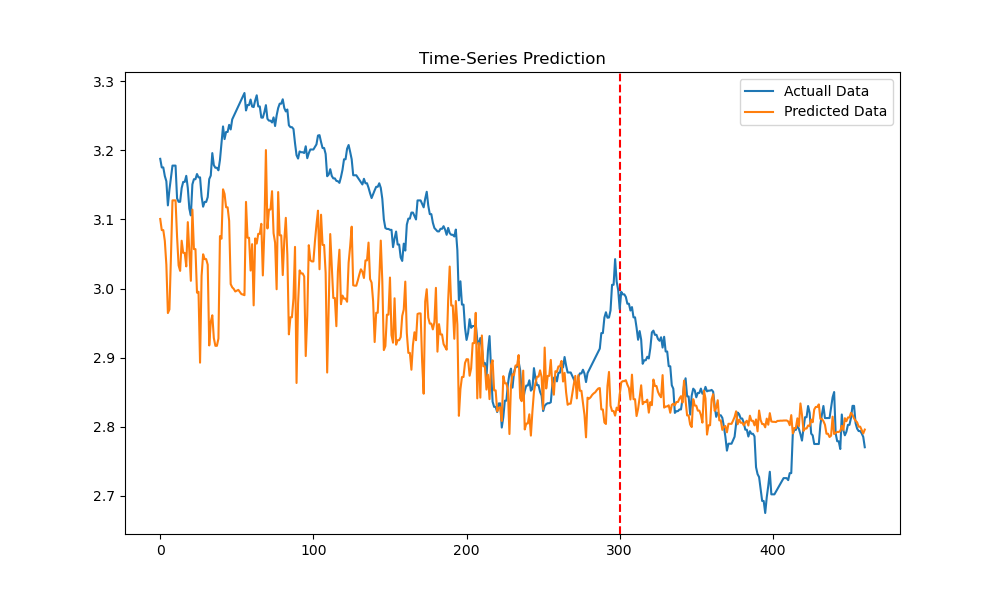 Time-Series Prediction
Actuall Data
Predicted Data
3.3
3.2
3.1
3.0
2.9
2.8
2.7
0 100 200 300 400